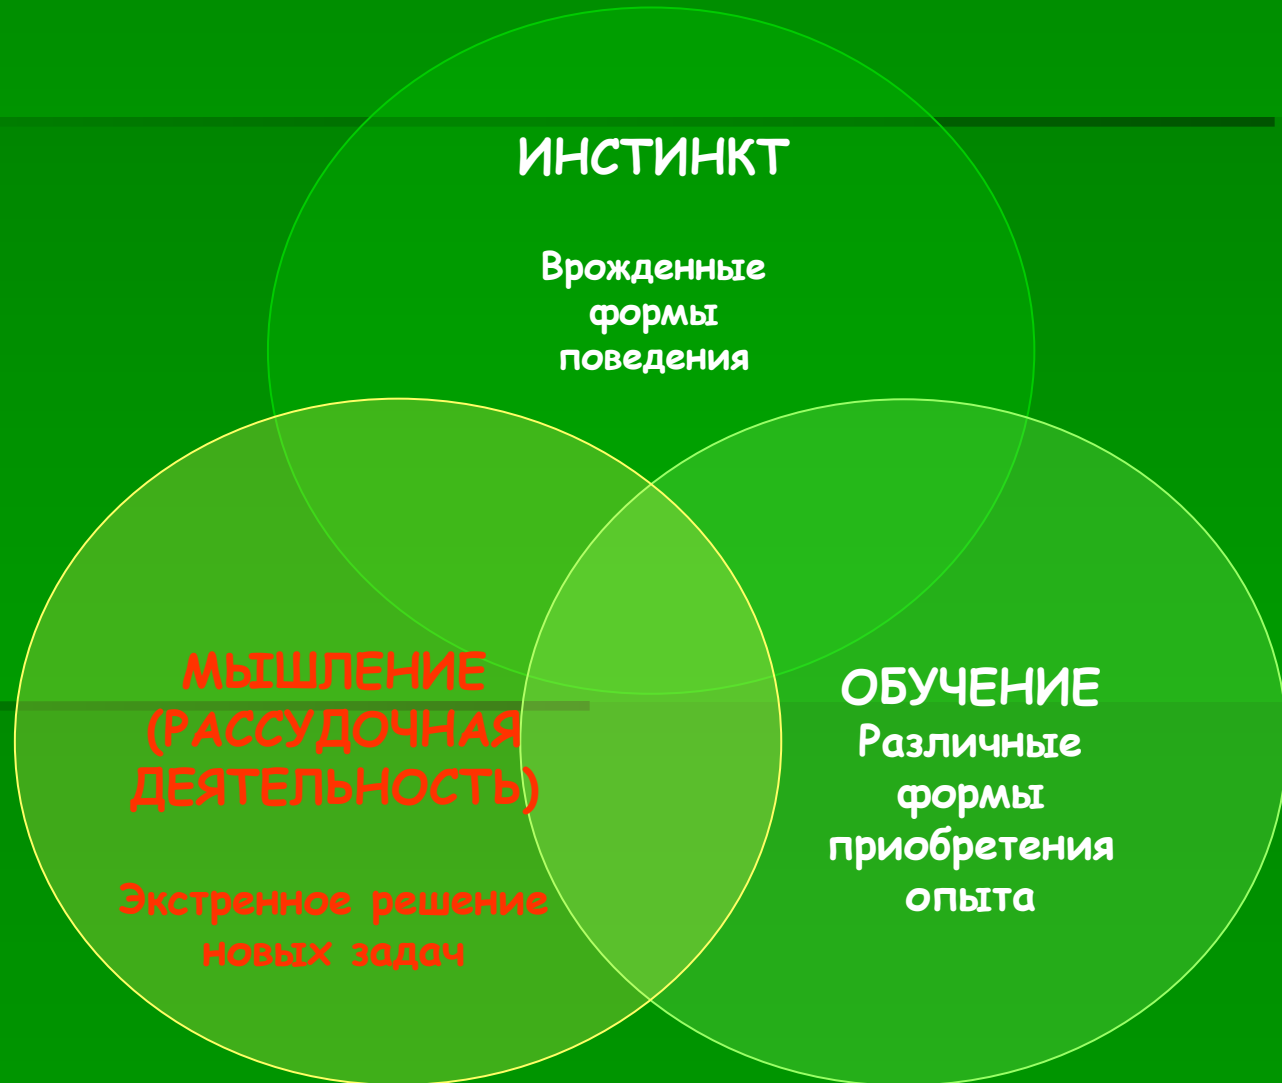 ИНСТИНКТ
Врожденные
формы
поведения
МЫШЛЕНИЕ
(РАССУДОЧНАЯ
ДЕЯТЕЛЬНОСТЬ)
Экстренное решение
новых задач
ОБУЧЕНИЕ
Различные
формы
приобретения
опыта